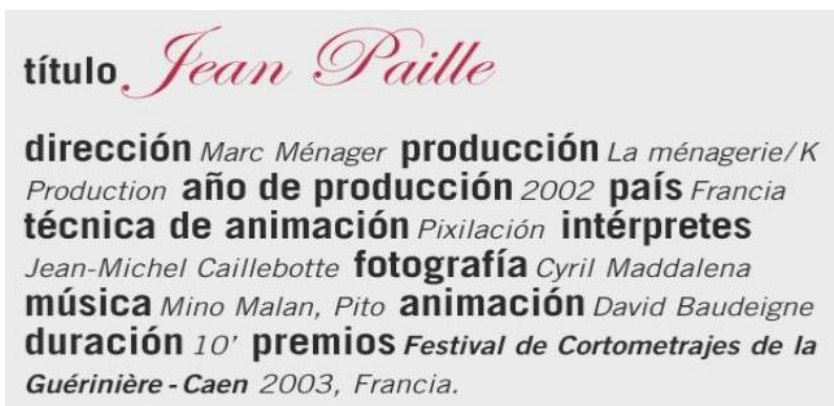 título Jean Paille
dirección Marc Ménager producción La ménagerie/K
Production año de producción 2002 país Francia
técnica de animación Pixilación intérpretes
Jean-Michel Caillebotte fotografía Cyril Maddalena
música Mino Malan, Pito animación David Baudeigne
duración 10' premios Festival de Cortometrajes de la
Guérinière - Caen 2003, Francia.